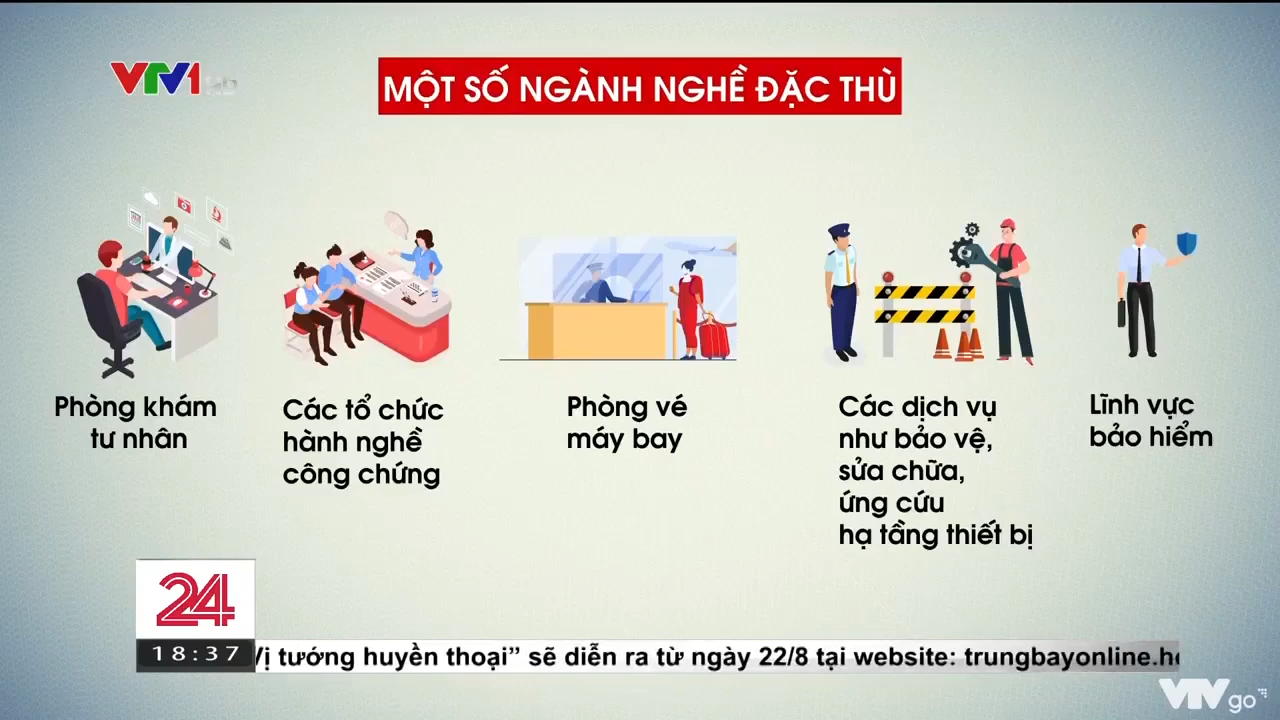 VTV1 HD
MỘT SỐ NGÀNH NGHỀ ĐẶC THÙ
Phòng khám
tư nhân
Các tổ chức
hành nghề
công chứng
Phòng vé
máy bay
Các dịch vụ
như bảo vệ,
sửa chữa,
ứng cứu
hạ tầng thiết bị
Lĩnh vực
bảo hiểm
24
18:37
Vị tướng huyền thoại” sẽ diễn ra từ ngày 22/8 tại website: trungbayonline.h
VTV go